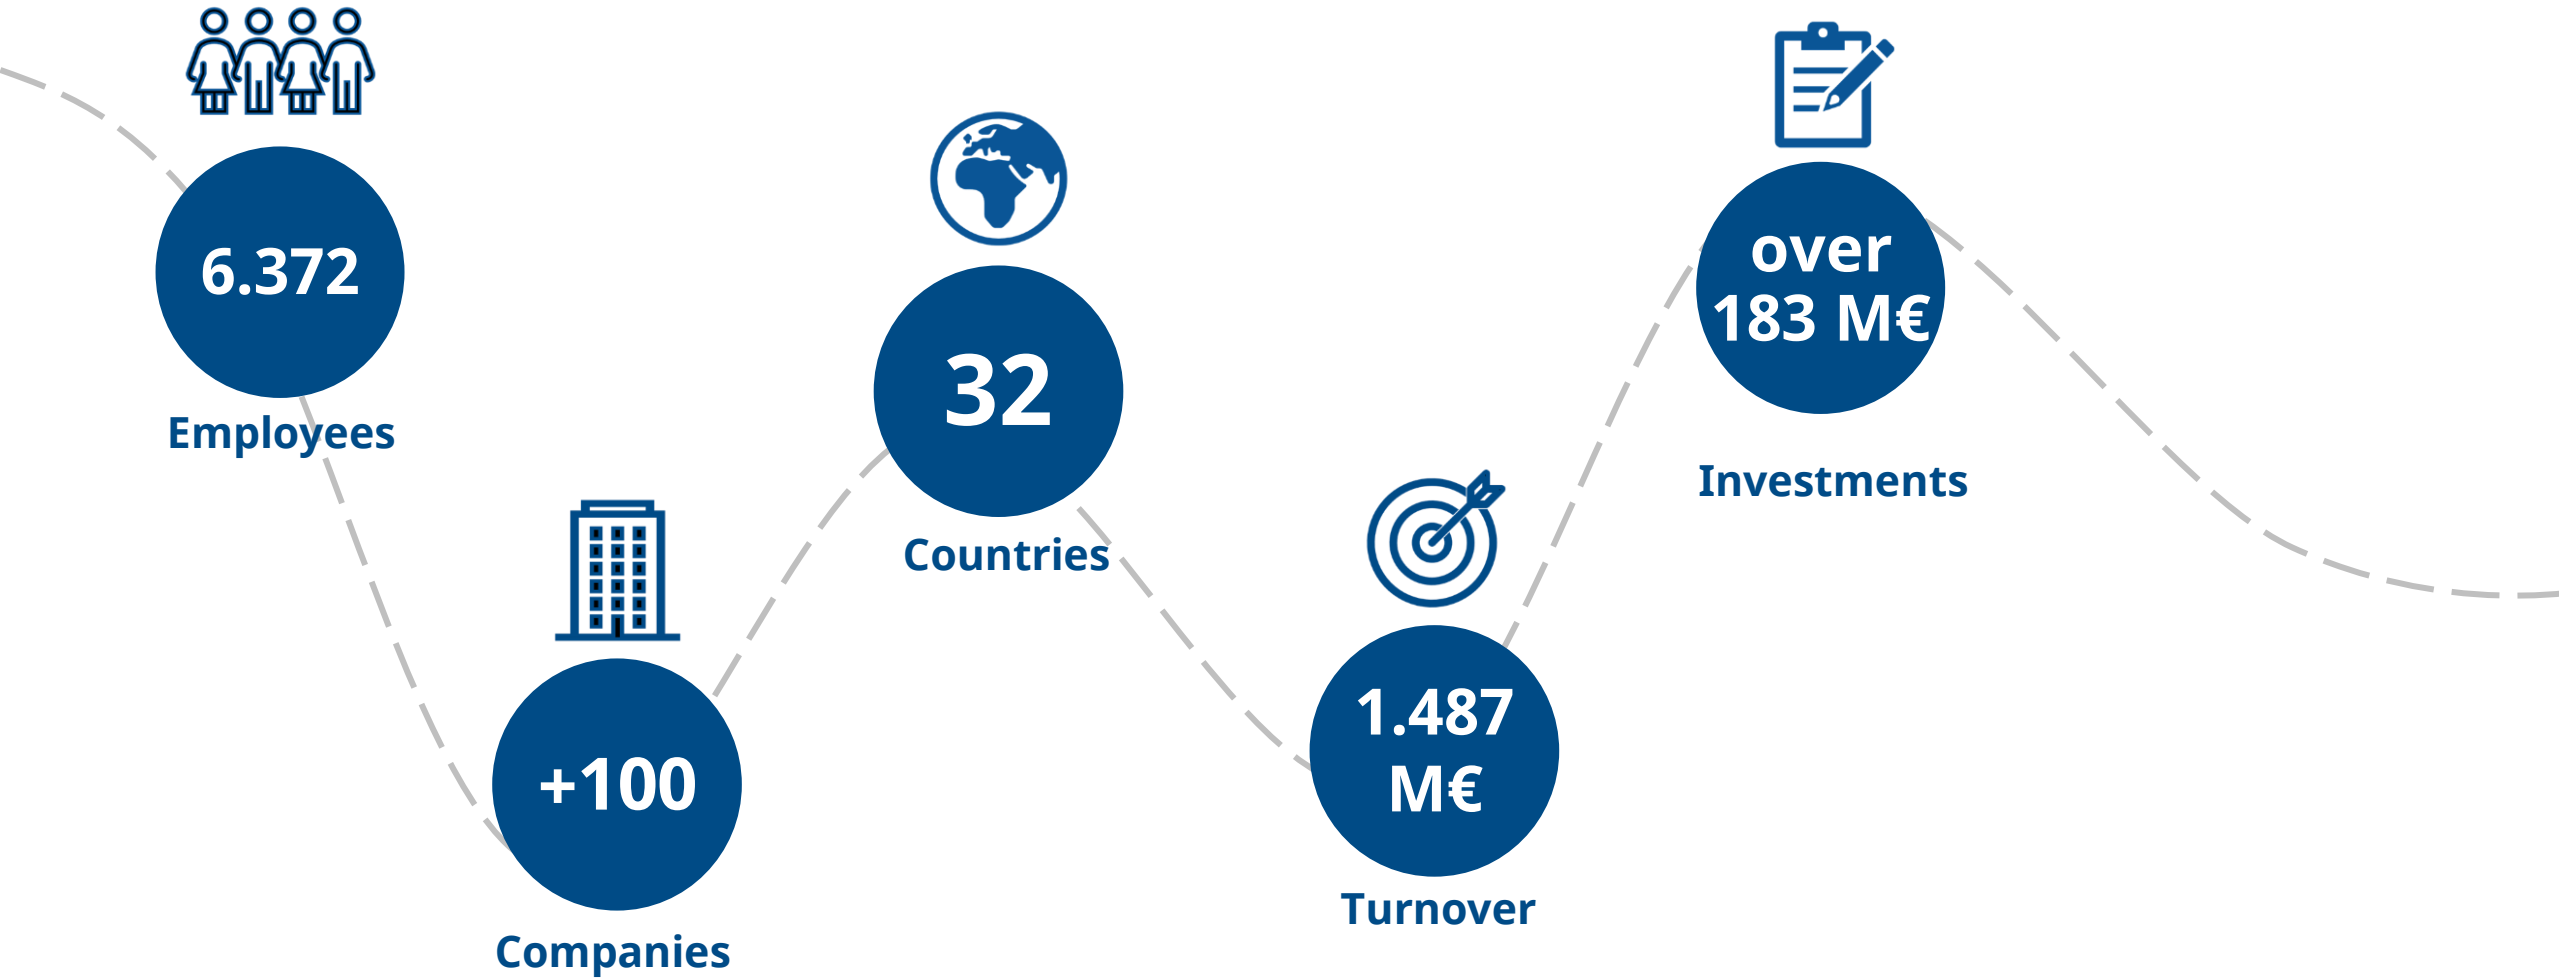 6.372
Employees
+100
Companies
32
Countries
1.487
M€
Turnover
over
183 M€
Investments